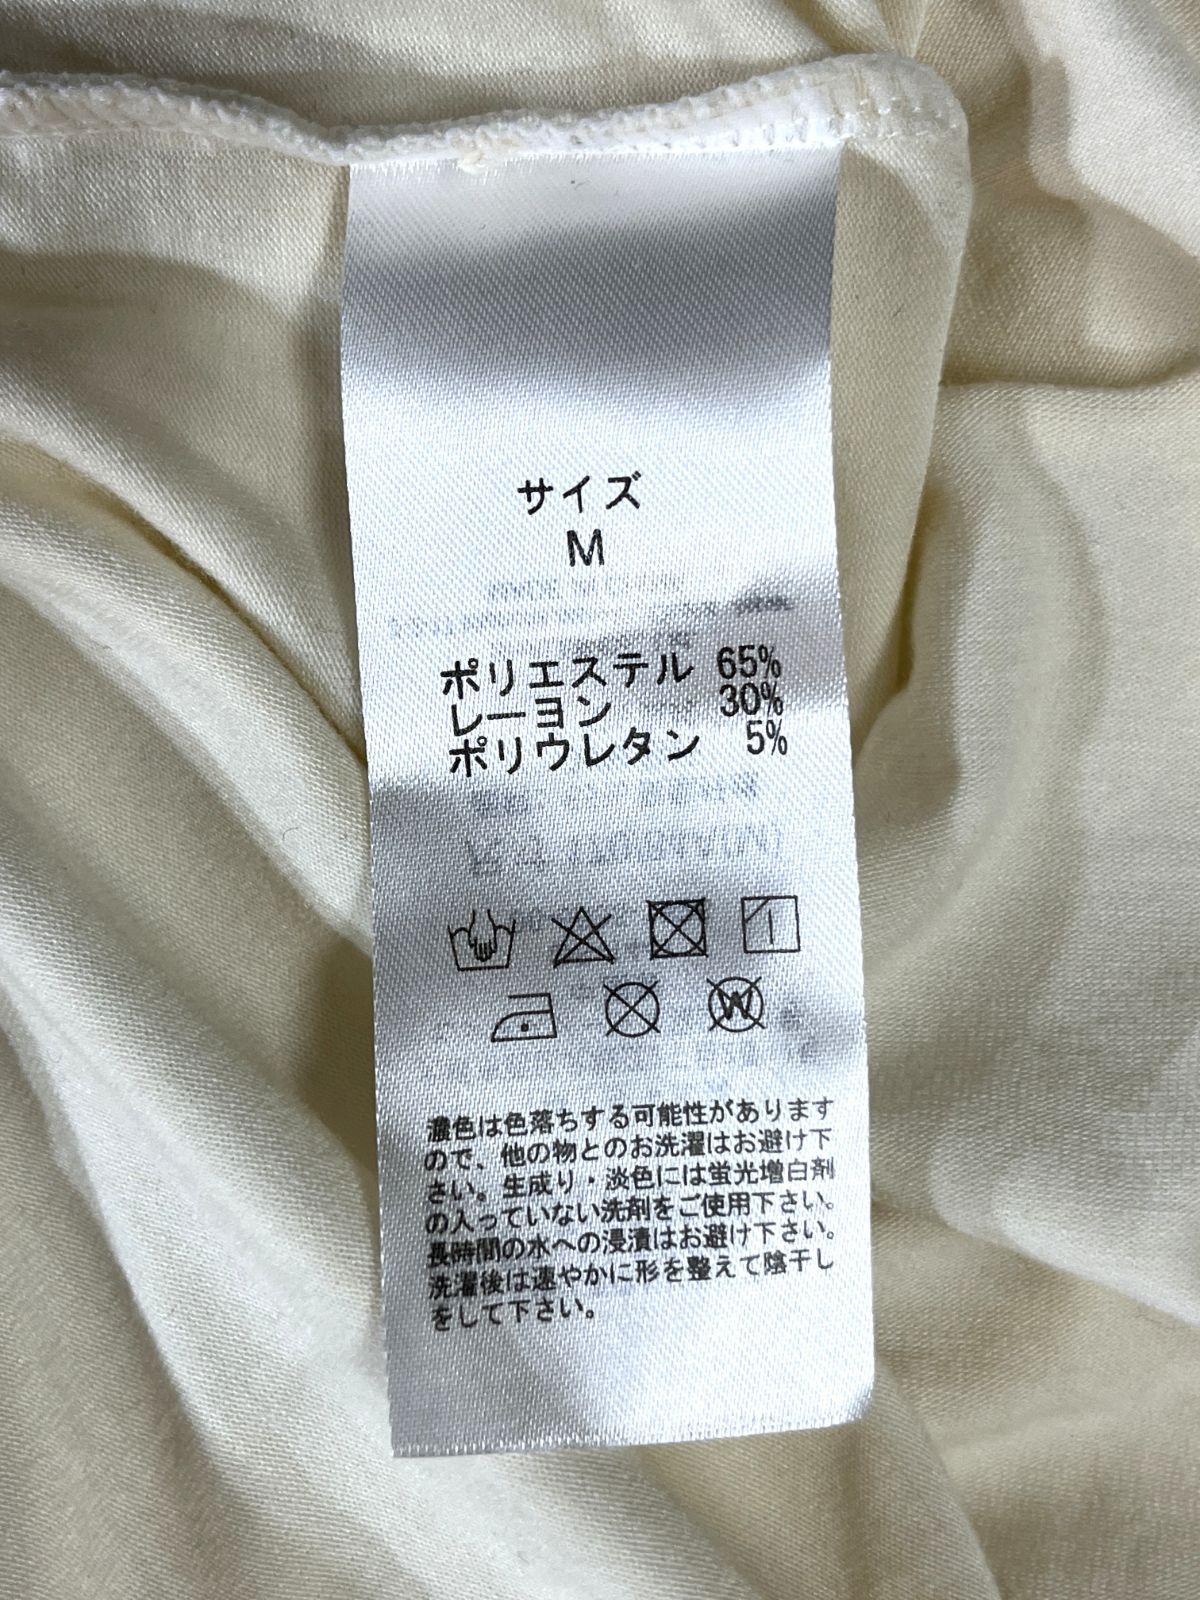 サイズ
M
ポリエステル 65%
レーヨン 30%
ポリウレタン 5%
濃色は色落ちする可能性があります
ので、他の物とのお洗濯はお避け下
さい。生成り・淡色には蛍光増白剤
の入っていない洗剤をご使用下さい。
長時間の水への浸漬はお避け下さい。
洗濯後は速やかに形を整えて陰干し
をして下さい。